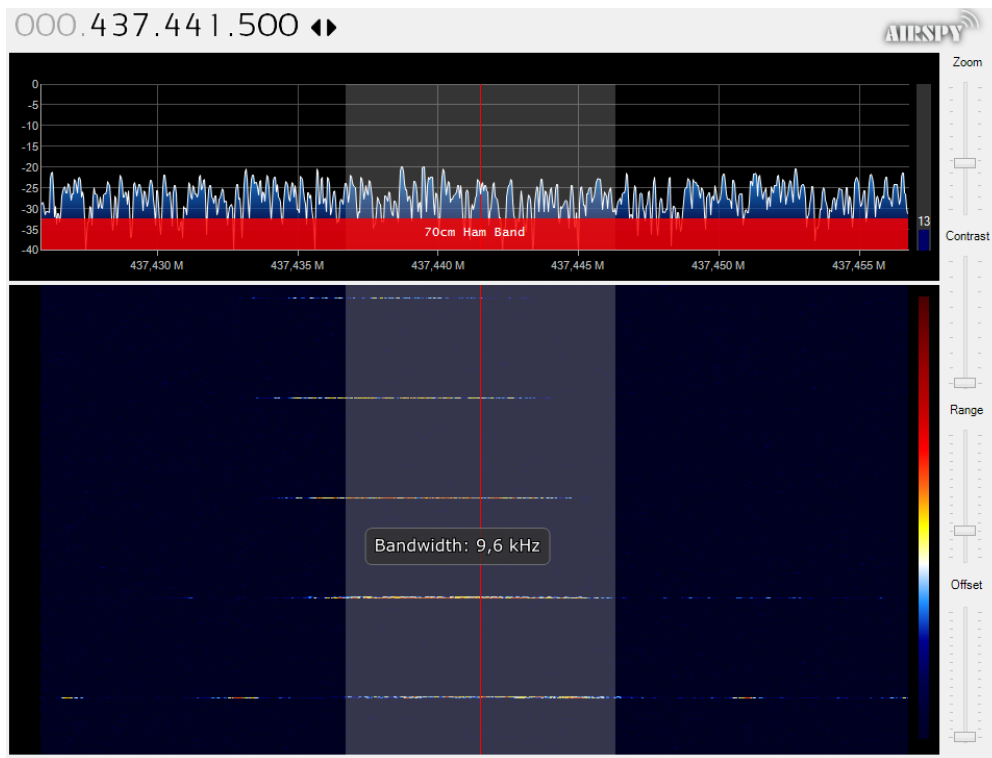 000.437.441.500
AIRSPY
Zoom
0
-5
-10
-15
-20
-25
-30
-35
-40
13
70cm Ham Band
437,430 M 437,435 M 437,440 M 437,445 M 437,450 M 437,455 M
Contrast
Range
Bandwidth: 9,6 kHz
Offset